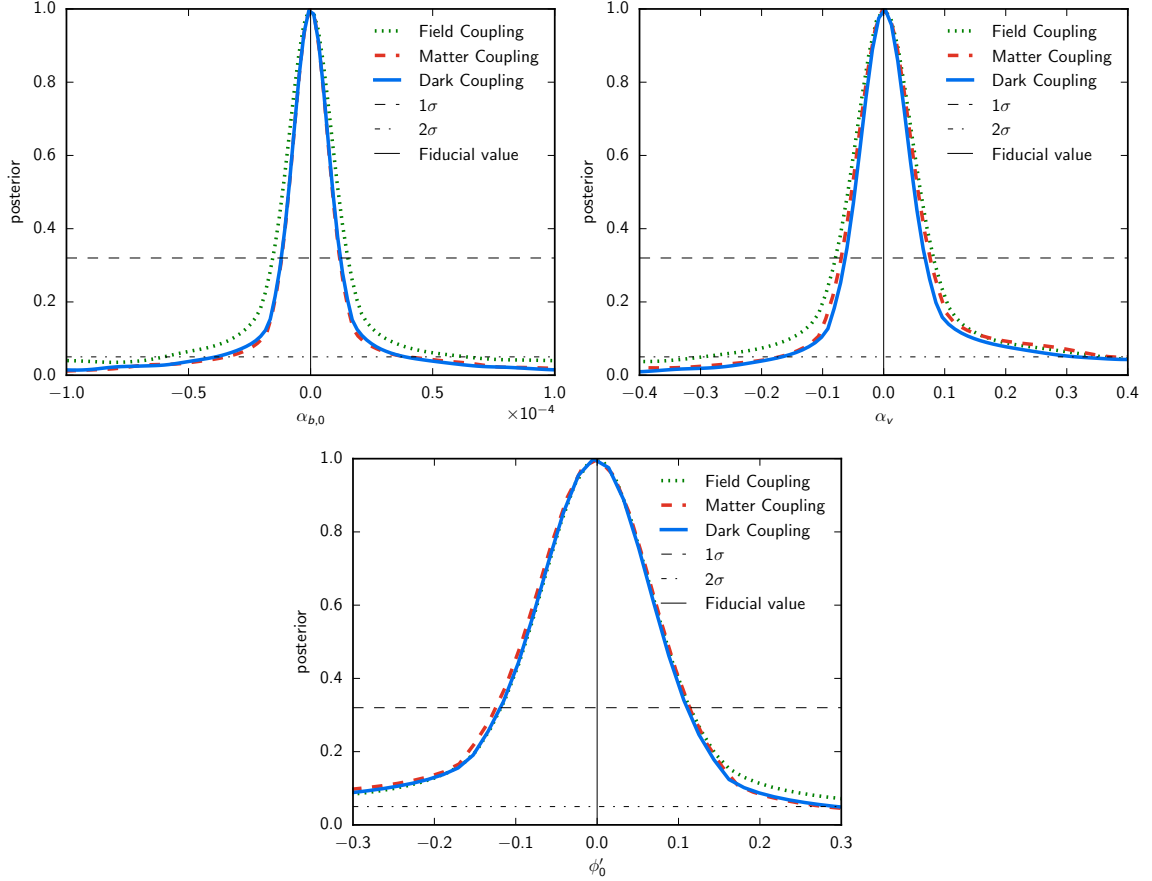 1.0
0.8
0.6
0.4
0.2
0.0
posterior
−1.0 −0.5 0.0 0.5 1.0
×10⁻⁴
α_{b,0}
Field Coupling
Matter Coupling
Dark Coupling
1σ
2σ
Fiducial value
1.0
0.8
0.6
0.4
0.2
0.0
posterior
−0.4 −0.3 −0.2 −0.1 0.0 0.1 0.2 0.3 0.4
α_v
Field Coupling
Matter Coupling
Dark Coupling
1σ
2σ
Fiducial value
1.0
0.8
0.6
0.4
0.2
0.0
posterior
−0.3 −0.2 −0.1 0.0 0.1 0.2 0.3
ϕ′₀
Field Coupling
Matter Coupling
Dark Coupling
1σ
2σ
Fiducial value